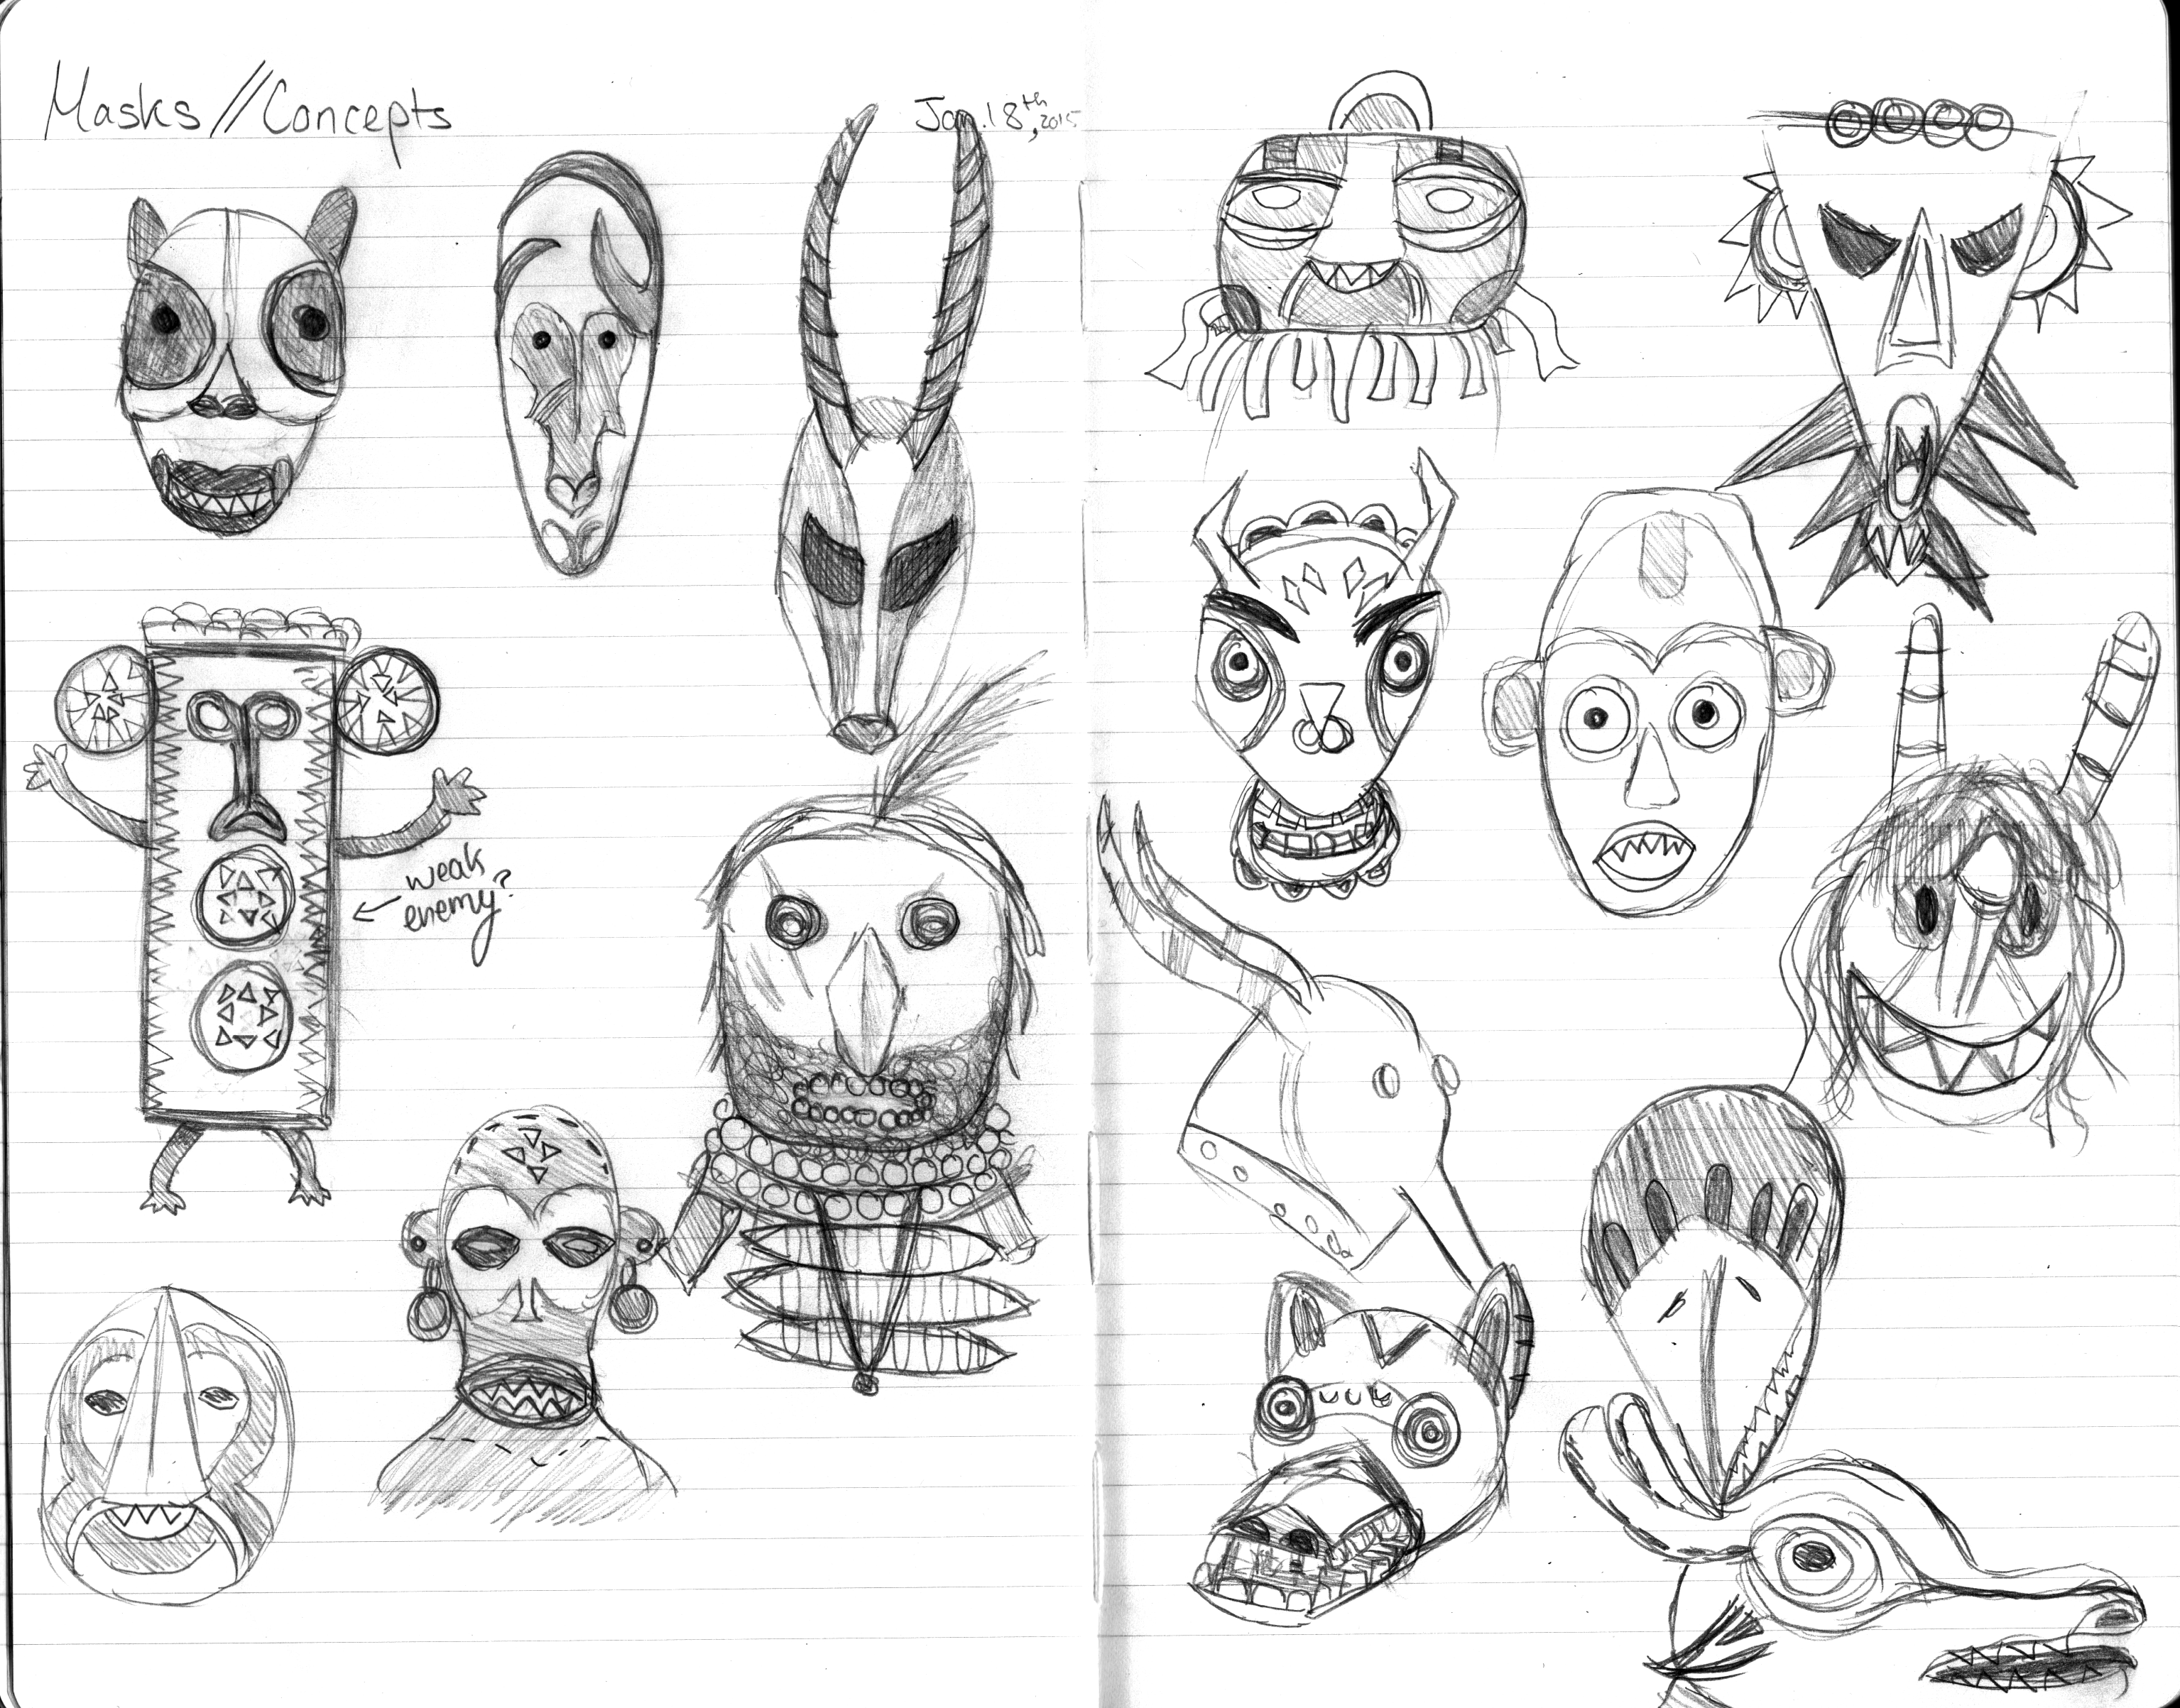 Masks // Concepts
Jan. 18th, 2015
weak
enemy?